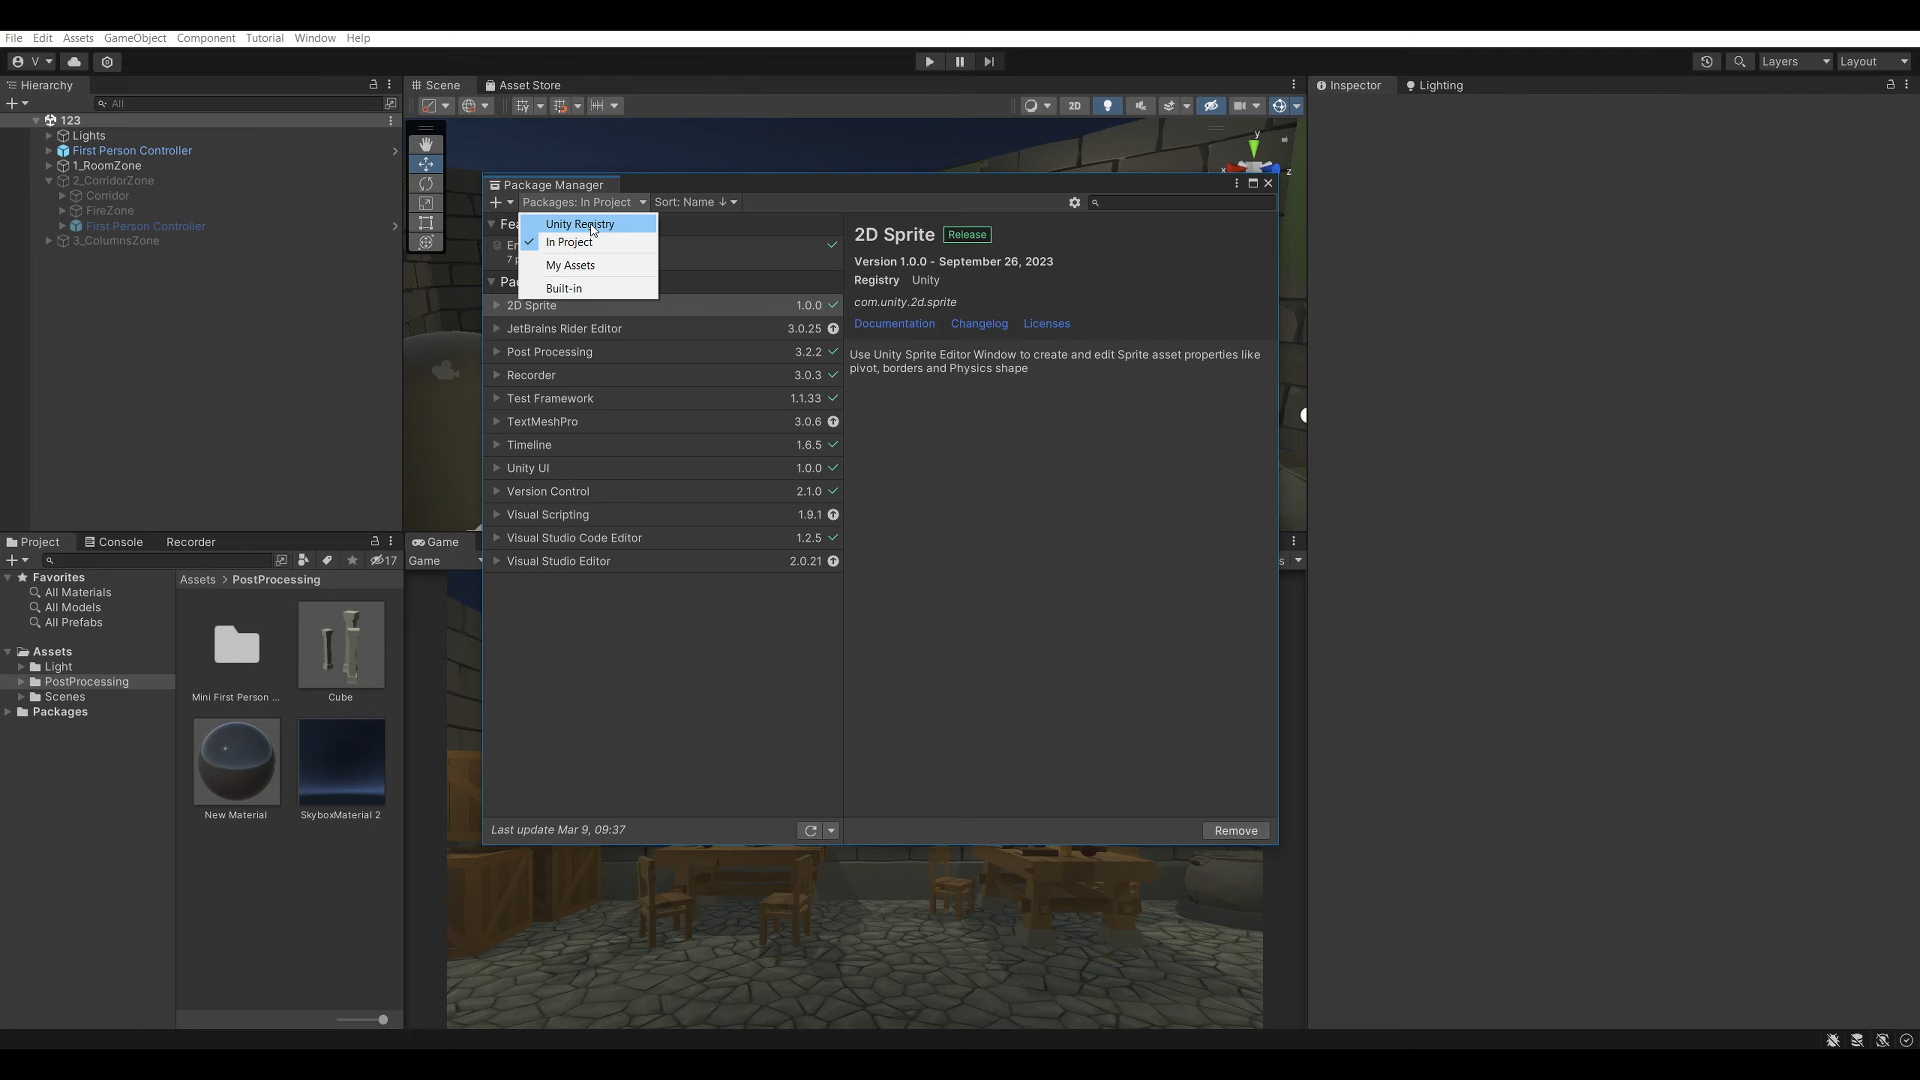 File Edit Assets GameObject Component Tutorial Window Help
V Layers Layout
Hierarchy
All
123
Lights
First Person Controller
1_RoomZone
2_CorridorZone
Corridor
FireZone
First Person Controller
3_ColumnsZone
Scene Asset Store
2D
y
x z
Package Manager
Packages: In Project Sort: Name ↓
Unity Registry
In Project
My Assets
Built-in
2D Sprite 1.0.0
JetBrains Rider Editor 3.0.25
Post Processing 3.2.2
Recorder 3.0.3
Test Framework 1.1.33
TextMeshPro 3.0.6
Timeline 1.6.5
Unity UI 1.0.0
Version Control 2.1.0
Visual Scripting 1.9.1
Visual Studio Code Editor 1.2.5
Visual Studio Editor 2.0.21
Last update Mar 9, 09:37
2D Sprite Release
Version 1.0.0 - September 26, 2023
Registry Unity
com.unity.2d.sprite
Documentation Changelog Licenses
Use Unity Sprite Editor Window to create and edit Sprite asset properties like
pivot, borders and Physics shape
Remove
Inspector Lighting
Project Console Recorder
17
Favorites
All Materials
All Models
All Prefabs
Assets
Light
PostProcessing
Scenes
Packages
Assets > PostProcessing
Mini First Person ... Cube
New Material SkyboxMaterial 2
Game
Game